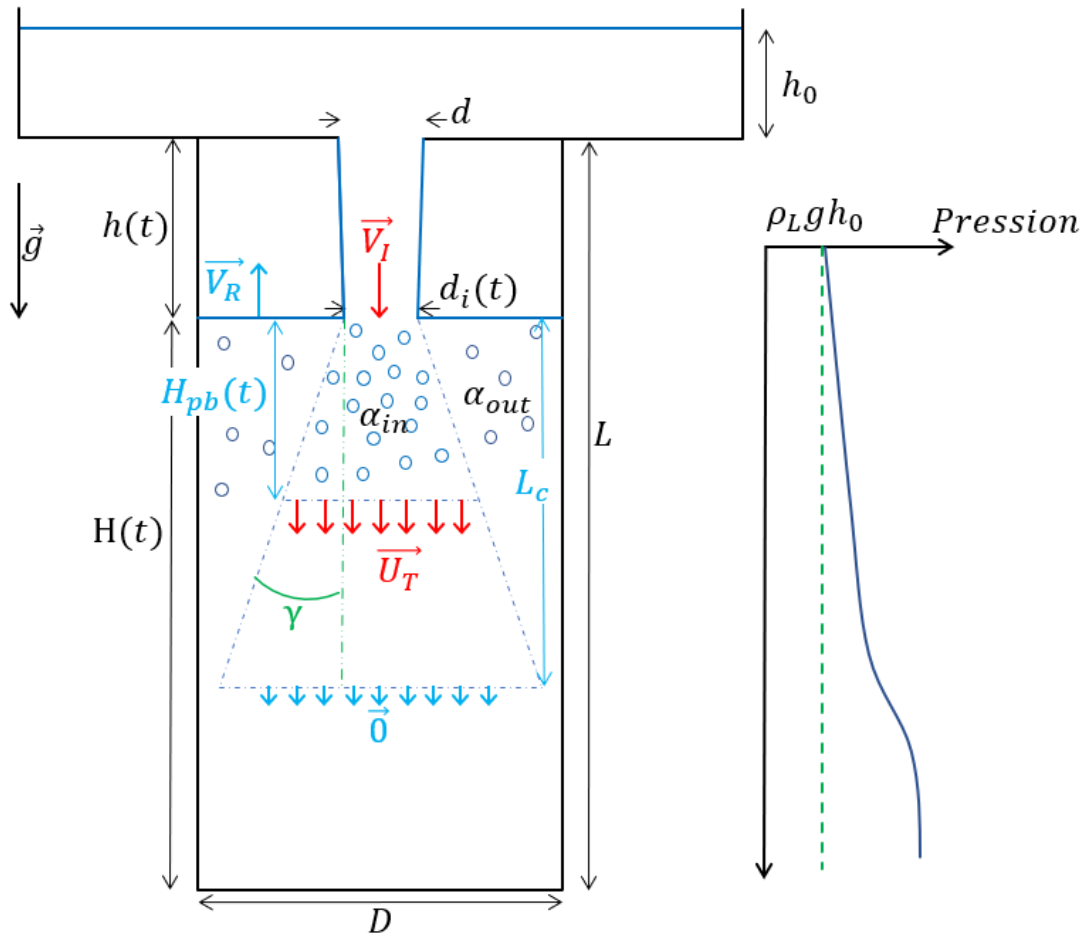 h₀
d
h(t)
g⃗
V_R⃗
V_I⃗
d_i(t)
ρ_L g h₀
Pression
H_pb(t)
α_in
α_out
L
L_c
H(t)
U_T⃗
γ
0⃗
D